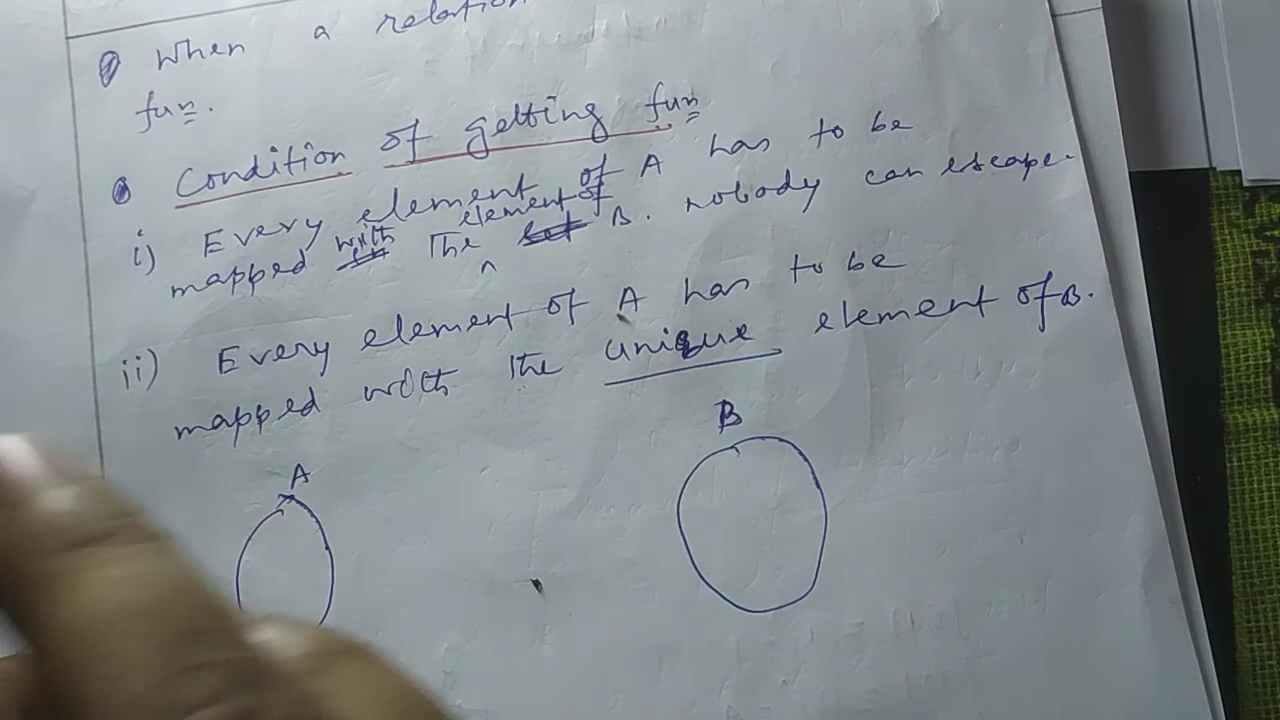 When a relation
fun.
Condition of getting fun
i) Every element of A has to be
mapped with the element of B. nobody can escape.
ii) Every element of A has to be
mapped with the unique element of B.
A B